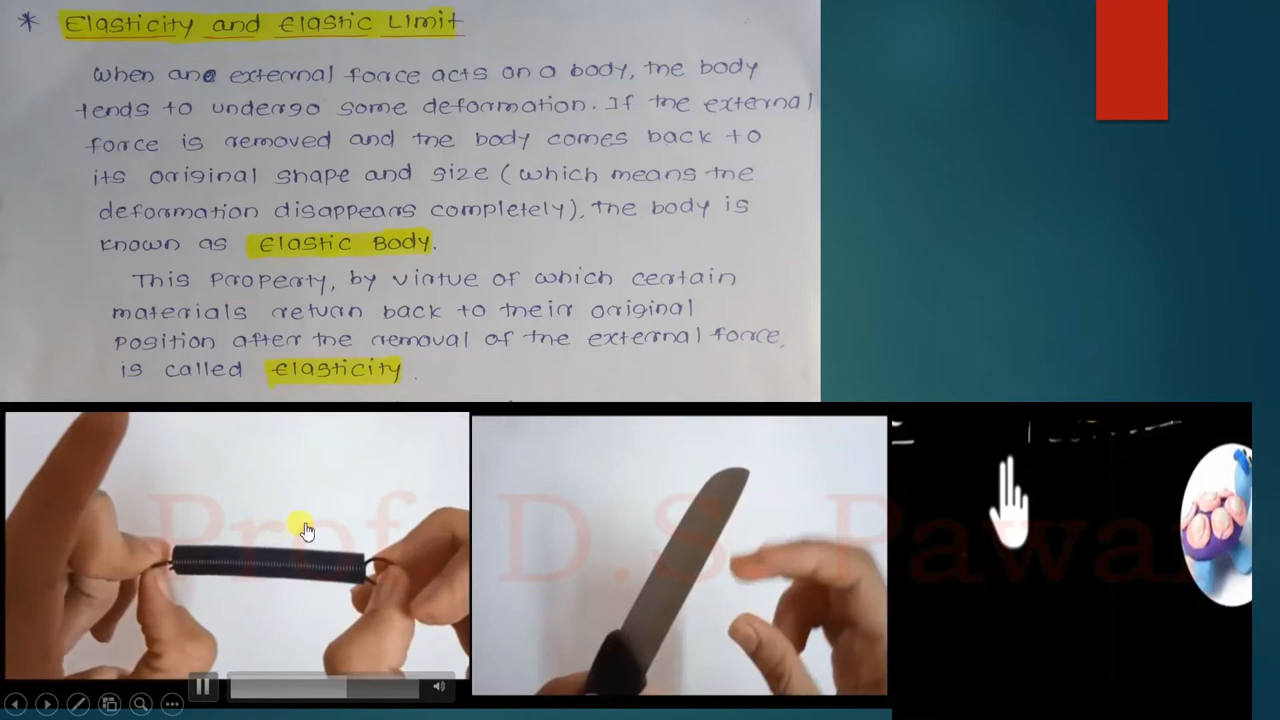 * Elasticity and Elastic Limit
When an external force acts on a body, the body
tends to undergo some deformation. If the external
force is removed and the body comes back to
its original shape and size (which means the
deformation disappears completely), the body is
known as Elastic Body.
This Property, by virtue of which certain
materials return back to their original
position after the removal of the external force,
is called elasticity.
Prof. D.S. Pawar